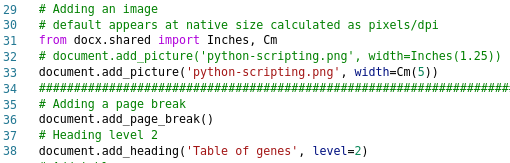 29 # Adding an image
30 # default appears at native size calculated as pixels/dpi
31 from docx.shared import Inches, Cm
32 # document.add_picture('python-scripting.png', width=Inches(1.25))
33 document.add_picture('python-scripting.png', width=Cm(5))
34 ###################################################################
35 # Adding a page break
36 document.add_page_break()
37 # Heading level 2
38 document.add_heading('Table of genes', level=2)